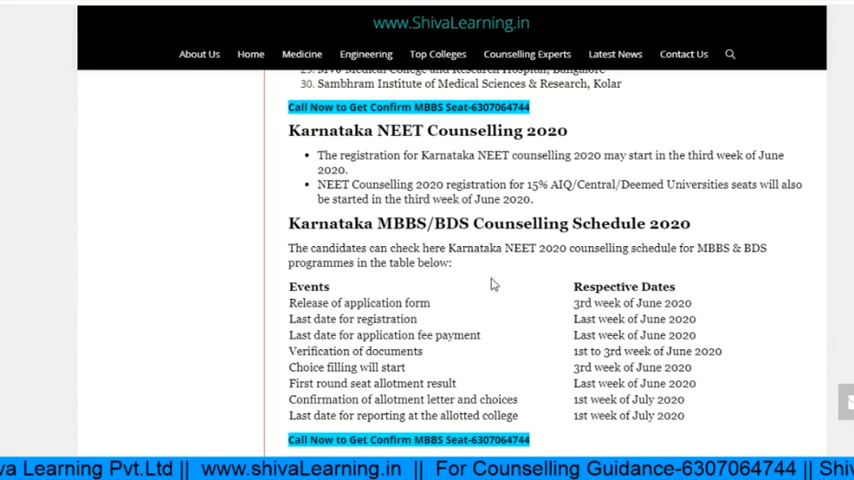 www.ShivaLearning.in
About Us Home Medicine Engineering Top Colleges Counselling Experts Latest News Contact Us
29. MVJ Medical College and Research Hospital, Bangalore
30. Sambhram Institute of Medical Sciences & Research, Kolar
Call Now to Get Confirm MBBS Seat-6307064744
Karnataka NEET Counselling 2020
• The registration for Karnataka NEET counselling 2020 may start in the third week of June
2020.
• NEET Counselling 2020 registration for 15% AIQ/Central/Deemed Universities seats will also
be started in the third week of June 2020.
Karnataka MBBS/BDS Counselling Schedule 2020
The candidates can check here Karnataka NEET 2020 counselling schedule for MBBS & BDS
programmes in the table below:
Events Respective Dates
Release of application form 3rd week of June 2020
Last date for registration Last week of June 2020
Last date for application fee payment Last week of June 2020
Verification of documents 1st to 3rd week of June 2020
Choice filling will start 3rd week of June 2020
First round seat allotment result Last week of June 2020
Confirmation of allotment letter and choices 1st week of July 2020
Last date for reporting at the allotted college 1st week of July 2020
Call Now to Get Confirm MBBS Seat-6307064744
va Learning Pvt.Ltd || www.shivaLearning.in || For Counselling Guidance-6307064744 || Shiv